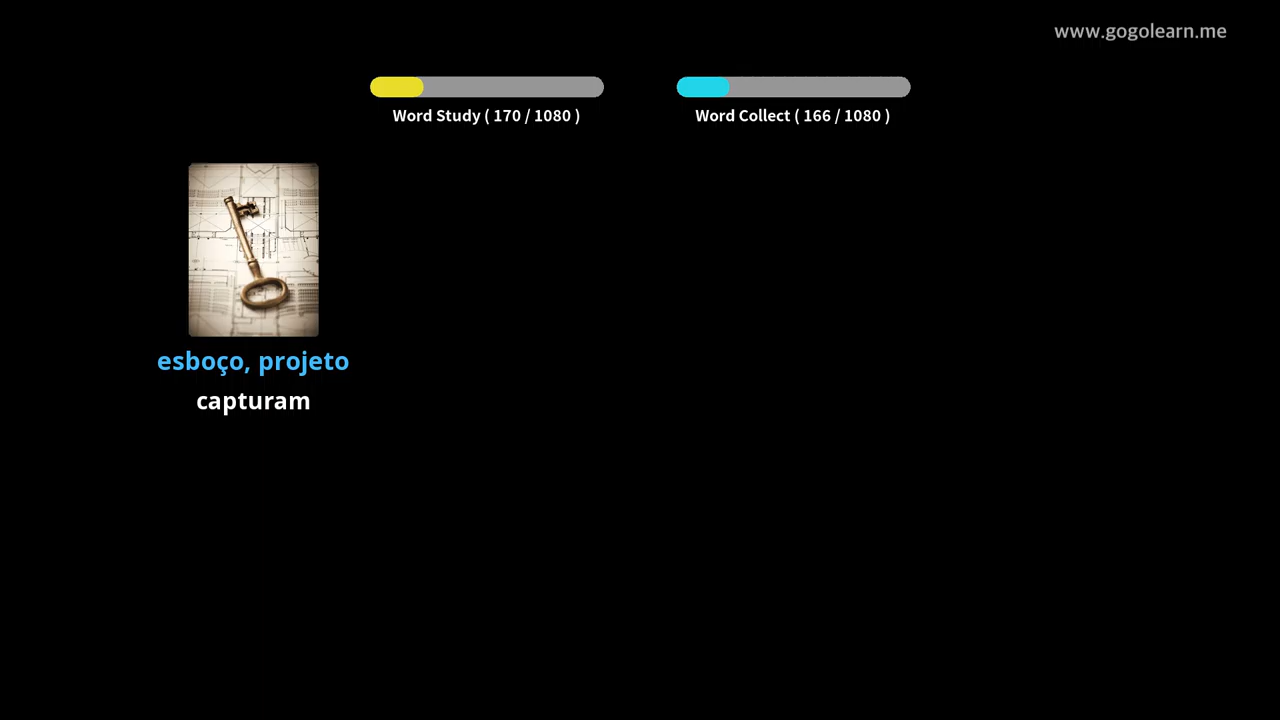 www.gogolearn.me
Word Study ( 170 / 1080 )
Word Collect ( 166 / 1080 )
esboço, projeto
capturam